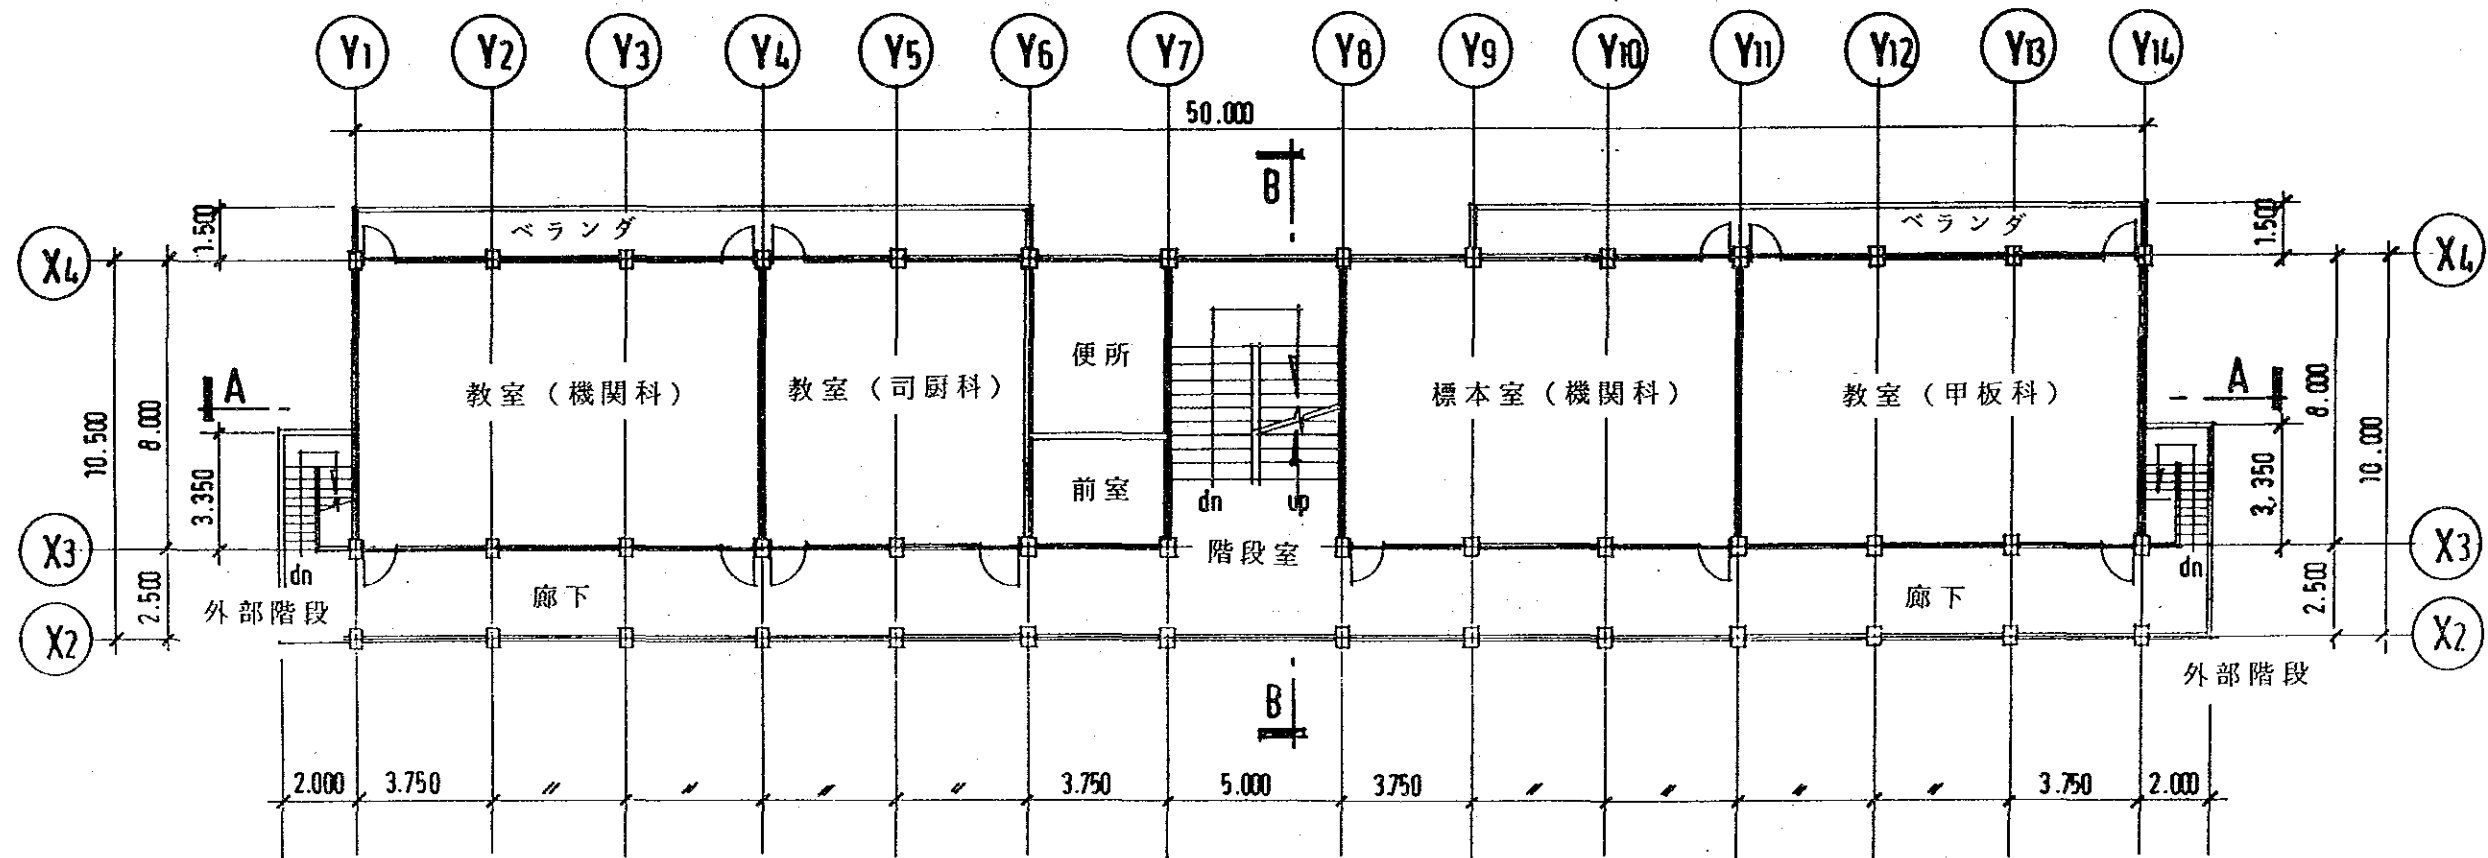 Y1 Y2 Y3 Y4 Y5 Y6 Y7 Y8 Y9 Y10 Y11 Y12 Y13 Y14
50.000
B
1.500
ベランダ
ベランダ
1.500
X4
X4
便所
A
教室（機関科）
教室（司厨科）
標本室（機関科）
教室（甲板科）
A
10.500
8.000
3.350
8.000
10.000
3,350
前室
dn
up
X3
階段室
X3
dn
dn
2.500
外部階段
廊下
廊下
2.500
X2
X2
外部階段
B
2.000 3.750 〃 〃 〃 〃 3.750 5.000 3.750 〃 〃 〃 〃 3.750 2.000